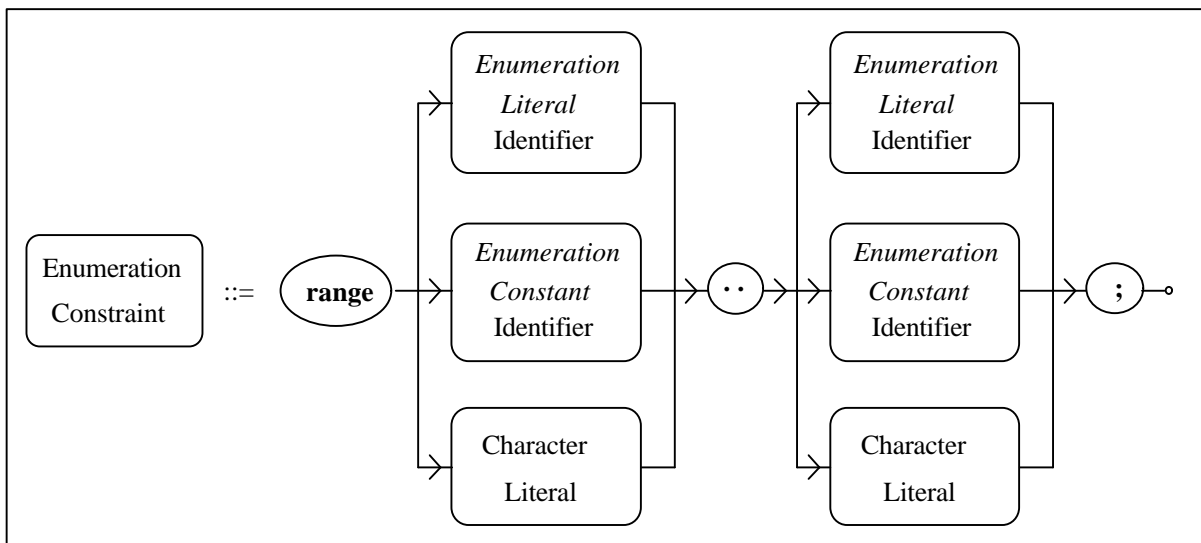 Enumeration
Constraint
::=
range
Enumeration
Literal
Identifier
Enumeration
Constant
Identifier
Character
Literal
..
Enumeration
Literal
Identifier
Enumeration
Constant
Identifier
Character
Literal
;